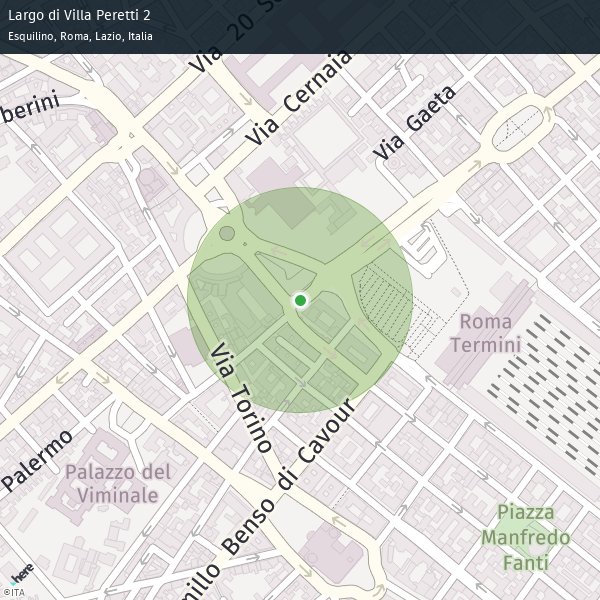 Largo di Villa Peretti 2
Esquilino, Roma, Lazio, Italia
Via 20 Se
berini
Via Cernaia
Via Gaeta
Roma
Termini
Via Torino
Palermo
Palazzo del
Viminale
millo Benso di Cavour
Piazza
Manfredo
Fanti
here
©ITA